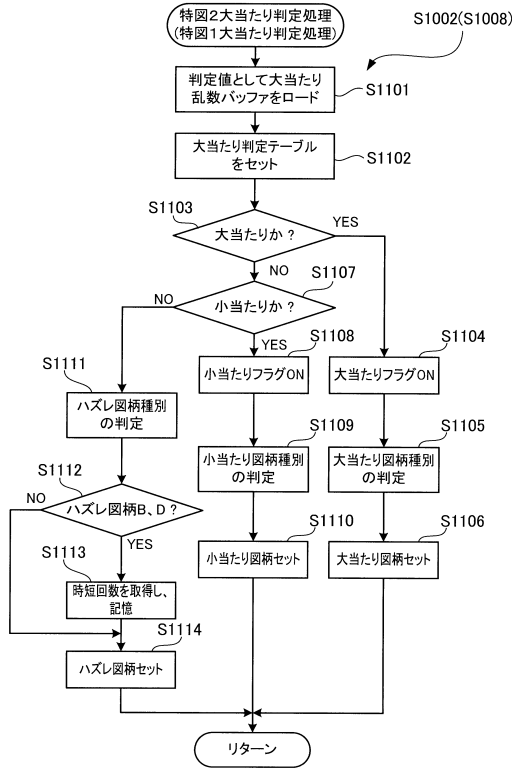 特図２大当たり判定処理
(特図１大当たり判定処理)
S1002(S1008)
判定値として大当たり
乱数バッファをロード
S1101
大当たり判定テーブル
をセット
S1102
S1103
大当たりか？
YES
NO
S1107
小当たりか？
NO
YES
S1108
小当たりフラグON
S1104
大当たりフラグON
S1111
ハズレ図柄種別
の判定
S1109
小当たり図柄種別
の判定
S1105
大当たり図柄種別
の判定
S1112
NO
ハズレ図柄B、D？
YES
S1110
小当たり図柄セット
S1106
大当たり図柄セット
S1113
時短回数を取得し、
記憶
S1114
ハズレ図柄セット
リターン